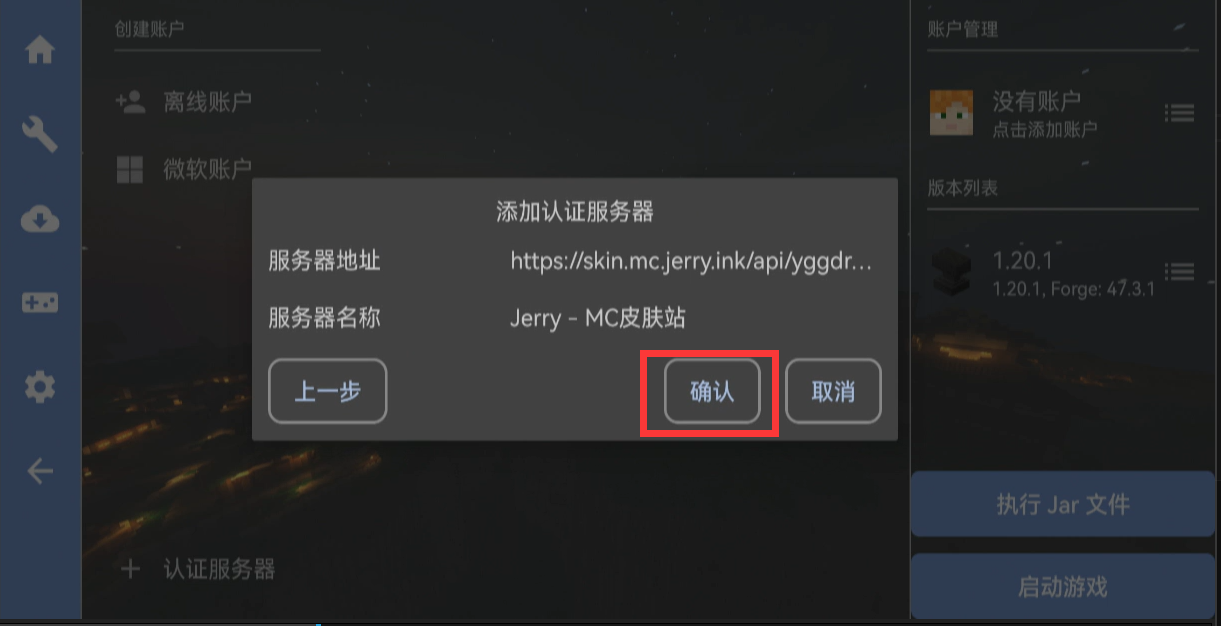 创建账户
离线账户
微软账户
添加认证服务器
服务器地址 https://skin.mc.jerry.ink/api/yggdr...
服务器名称 Jerry - MC皮肤站
上一步 确认 取消
认证服务器
账户管理
没有账户
点击添加账户
版本列表
1.20.1
1.20.1, Forge: 47.3.1
执行 Jar 文件
启动游戏